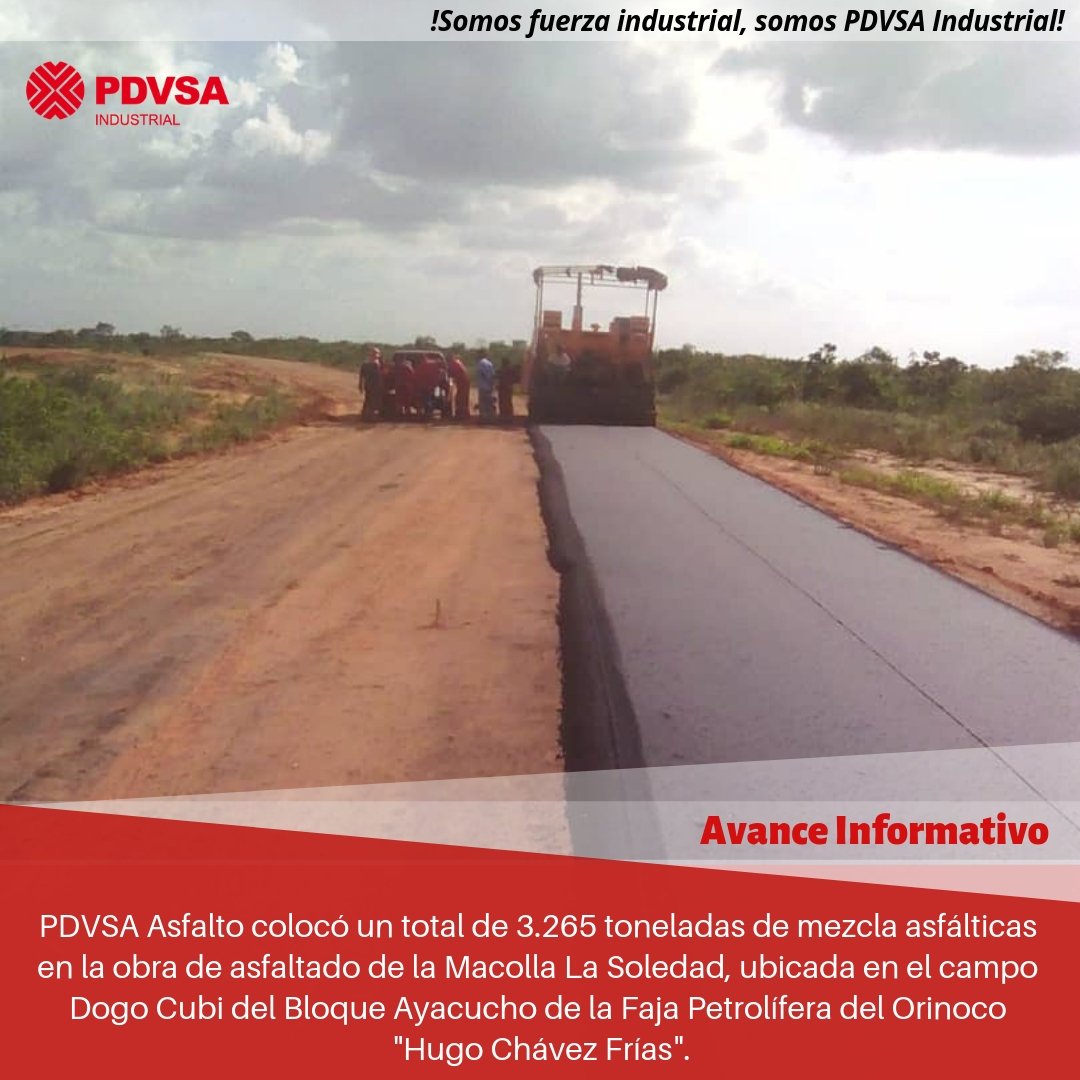 !Somos fuerza industrial, somos PDVSA Industrial!
PDVSA
INDUSTRIAL
Avance Informativo
PDVSA Asfalto colocó un total de 3.265 toneladas de mezcla asfálticas
en la obra de asfaltado de la Macolla La Soledad, ubicada en el campo
Dogo Cubi del Bloque Ayacucho de la Faja Petrolífera del Orinoco
"Hugo Chávez Frías".